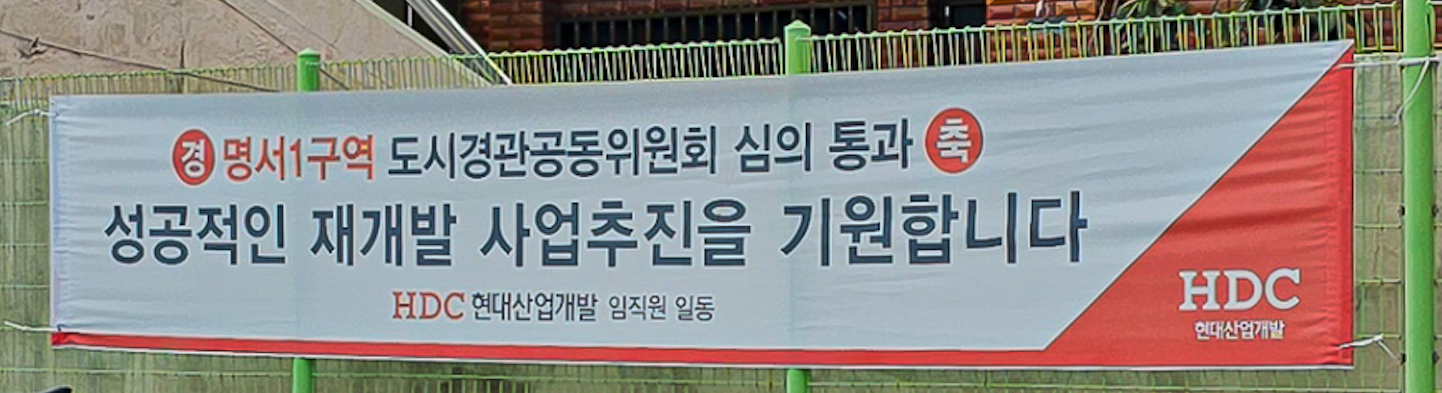 경 명서1구역 도시경관공동위원회 심의 통과 축
성공적인 재개발 사업추진을 기원합니다
HDC 현대산업개발 임직원 일동
HDC
현대산업개발